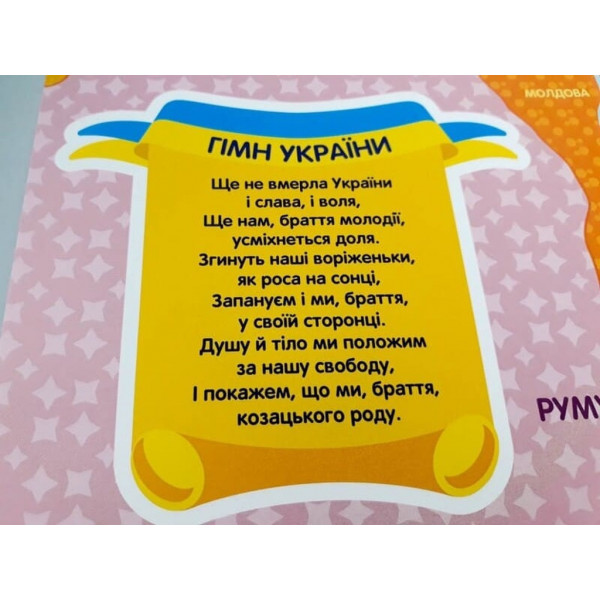 МОЛДОВА
ГІМН УКРАЇНИ
Ще не вмерла України
і слава, і воля,
Ще нам, браття молодії,
усміхнеться доля.
Згинуть наші воріженьки,
як роса на сонці,
Запануєм і ми, браття,
у своїй сторонці.
Душу й тіло ми положим
за нашу свободу,
І покажем, що ми, браття,
козацького роду.